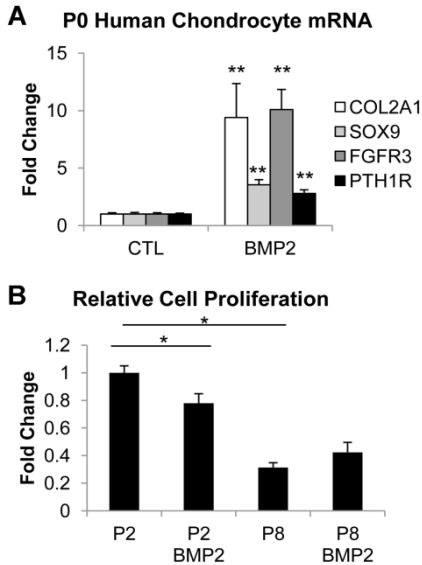 A P0 Human Chondrocyte mRNA
Fold Change
15
10
5
0
** ** ** **
CTL BMP2
COL2A1
SOX9
FGFR3
PTH1R
B Relative Cell Proliferation
Fold Change
1.2
1
0.8
0.6
0.4
0.2
0
*
*
P2 P2 P8 P8
BMP2 BMP2